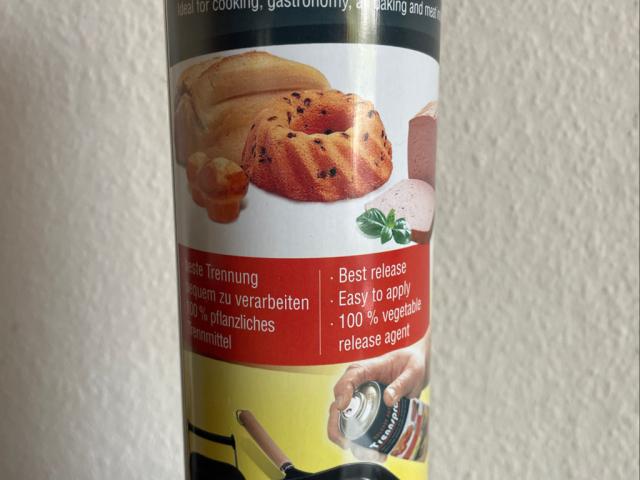 Ideal for cooking, gastronomy, all baking and meat
beste Trennung
bequem zu verarbeiten
100 % pflanzliches
Trennmittel
· Best release
· Easy to apply
· 100 % vegetable
release agent